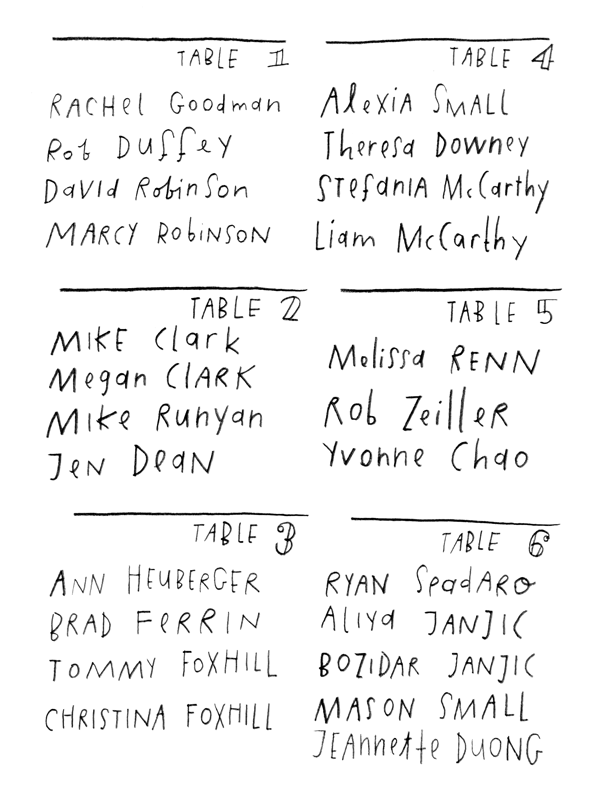 TABLE 1
RACHEl Goodman
Rob Duffey
David Robinson
MARCY RobiNSON
TABLE 2
MIKE Clark
Megan ClARK
Mike Runyan
Jen DeaN
TABLE 3
ANN HEUBERGER
BRAD FeRRIN
TOMMY FOXHILL
CHRISTINA FOXHILL
TABLE 4
AleXiA SMALL
Theresa Downey
STefaniA McCarthy
Liam McCarthy
TABLE 5
Melissa RENN
Rob ZeilleR
Yvonne Chao
TABLE 6
RYAN SpadARo
Aliya JANJIC
BOZIDAR JANJIC
MASON SMALL
JEAnnette DUONG